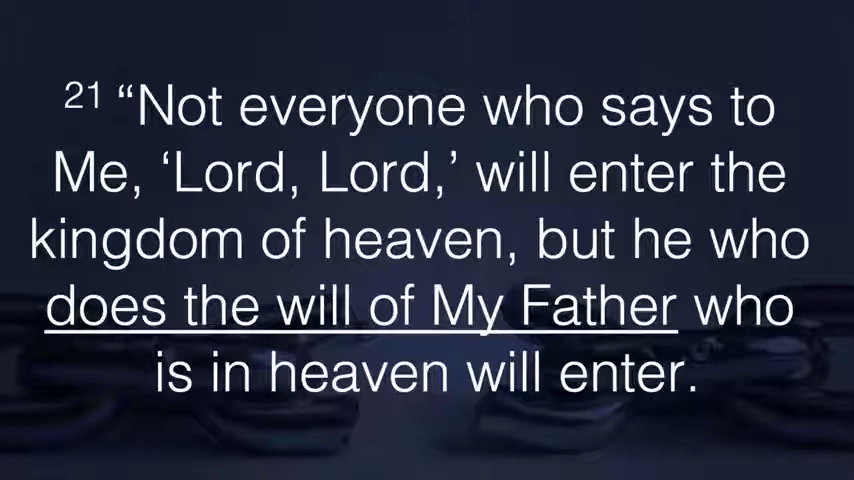 21 “Not everyone who says to
Me, ‘Lord, Lord,’ will enter the
kingdom of heaven, but he who
does the will of My Father who
is in heaven will enter.